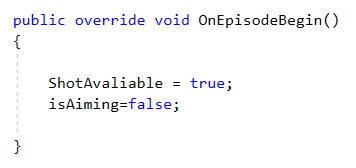 public override void OnEpisodeBegin()
{
ShotAvaliable = true;
isAiming=false;
}